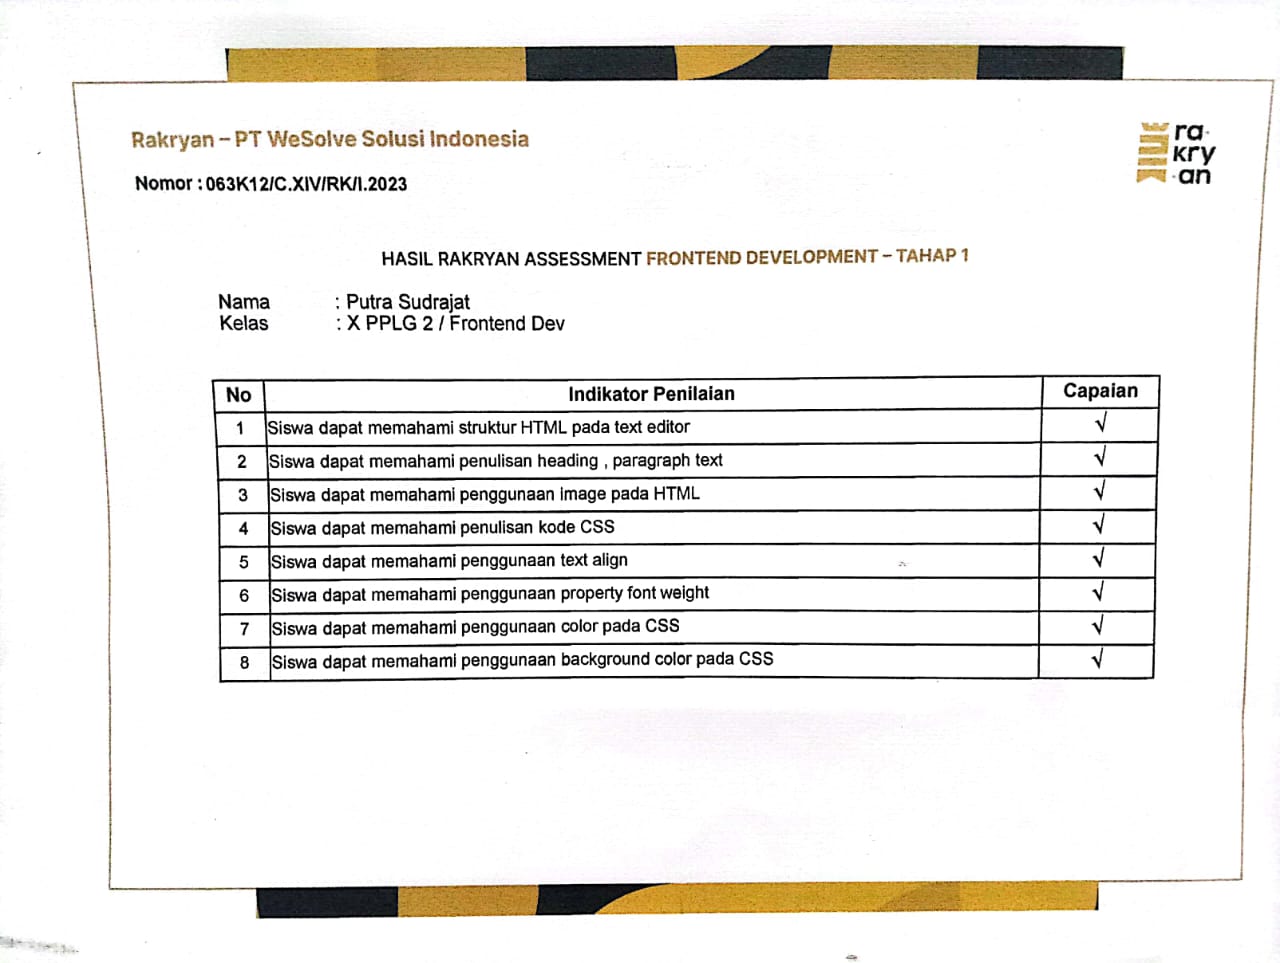 Rakryan – PT WeSolve Solusi Indonesia
Nomor : 063K12/C.XIV/RK/I.2023
ra·
kry
·an
HASIL RAKRYAN ASSESSMENT FRONTEND DEVELOPMENT – TAHAP 1
Nama : Putra Sudrajat
Kelas : X PPLG 2 / Frontend Dev
No Indikator Penilaian Capaian
1 Siswa dapat memahami struktur HTML pada text editor √
2 Siswa dapat memahami penulisan heading , paragraph text √
3 Siswa dapat memahami penggunaan image pada HTML √
4 Siswa dapat memahami penulisan kode CSS √
5 Siswa dapat memahami penggunaan text align √
6 Siswa dapat memahami penggunaan property font weight √
7 Siswa dapat memahami penggunaan color pada CSS √
8 Siswa dapat memahami penggunaan background color pada CSS √